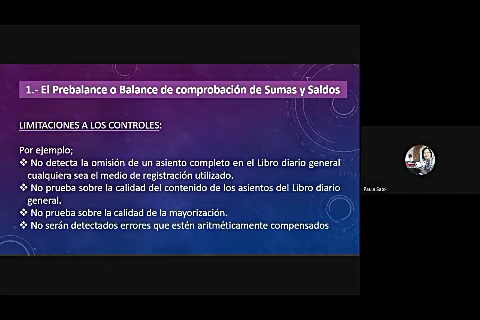 1.- El Prebalance o Balance de comprobación de Sumas y Saldos
LIMITACIONES A LOS CONTROLES:
Por ejemplo;
❖ No detecta la omisión de un asiento completo en el Libro diario general
cualquiera sea el medio de registración utilizado.
❖ No prueba sobre la calidad del contenido de los asientos del Libro diario
general.
❖ No prueba sobre la calidad de la mayorización.
❖ No serán detectados errores que estén aritméticamente compensados
Paula Sato